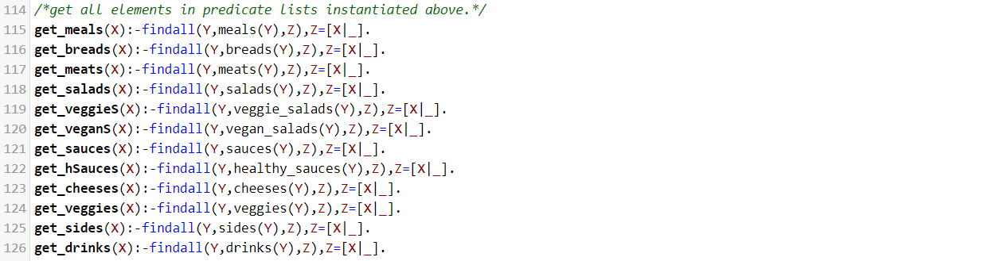 114 /*get all elements in predicate lists instantiated above.*/
115 get_meals(X):-findall(Y,meals(Y),Z),Z=[X|_].
116 get_breads(X):-findall(Y,breads(Y),Z),Z=[X|_].
117 get_meats(X):-findall(Y,meats(Y),Z),Z=[X|_].
118 get_salads(X):-findall(Y,salads(Y),Z),Z=[X|_].
119 get_veggieS(X):-findall(Y,veggie_salads(Y),Z),Z=[X|_].
120 get_veganS(X):-findall(Y,vegan_salads(Y),Z),Z=[X|_].
121 get_sauces(X):-findall(Y,sauces(Y),Z),Z=[X|_].
122 get_hSauces(X):-findall(Y,healthy_sauces(Y),Z),Z=[X|_].
123 get_cheeses(X):-findall(Y,cheeses(Y),Z),Z=[X|_].
124 get_veggies(X):-findall(Y,veggies(Y),Z),Z=[X|_].
125 get_sides(X):-findall(Y,sides(Y),Z),Z=[X|_].
126 get_drinks(X):-findall(Y,drinks(Y),Z),Z=[X|_].